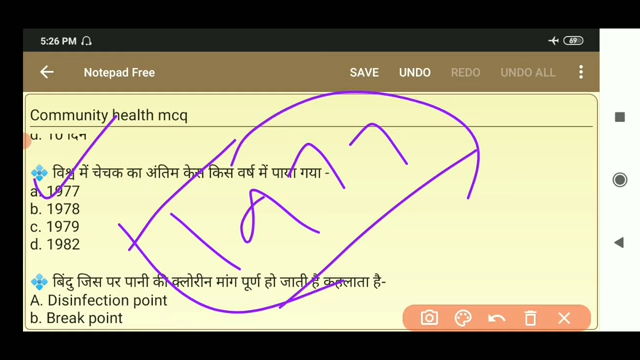 5:26 PM 69
Notepad Free SAVE UNDO REDO UNDO ALL
Community health mcq
d. 10 दिन
विश्व में चेचक का अंतिम केस किस वर्ष में पाया गया -
a. 1977
b. 1978
c. 1979
d. 1982
बिंदु जिस पर पानी की क्लोरीन मांग पूर्ण हो जाती है कहलाता है-
A. Disinfection point
b. Break point